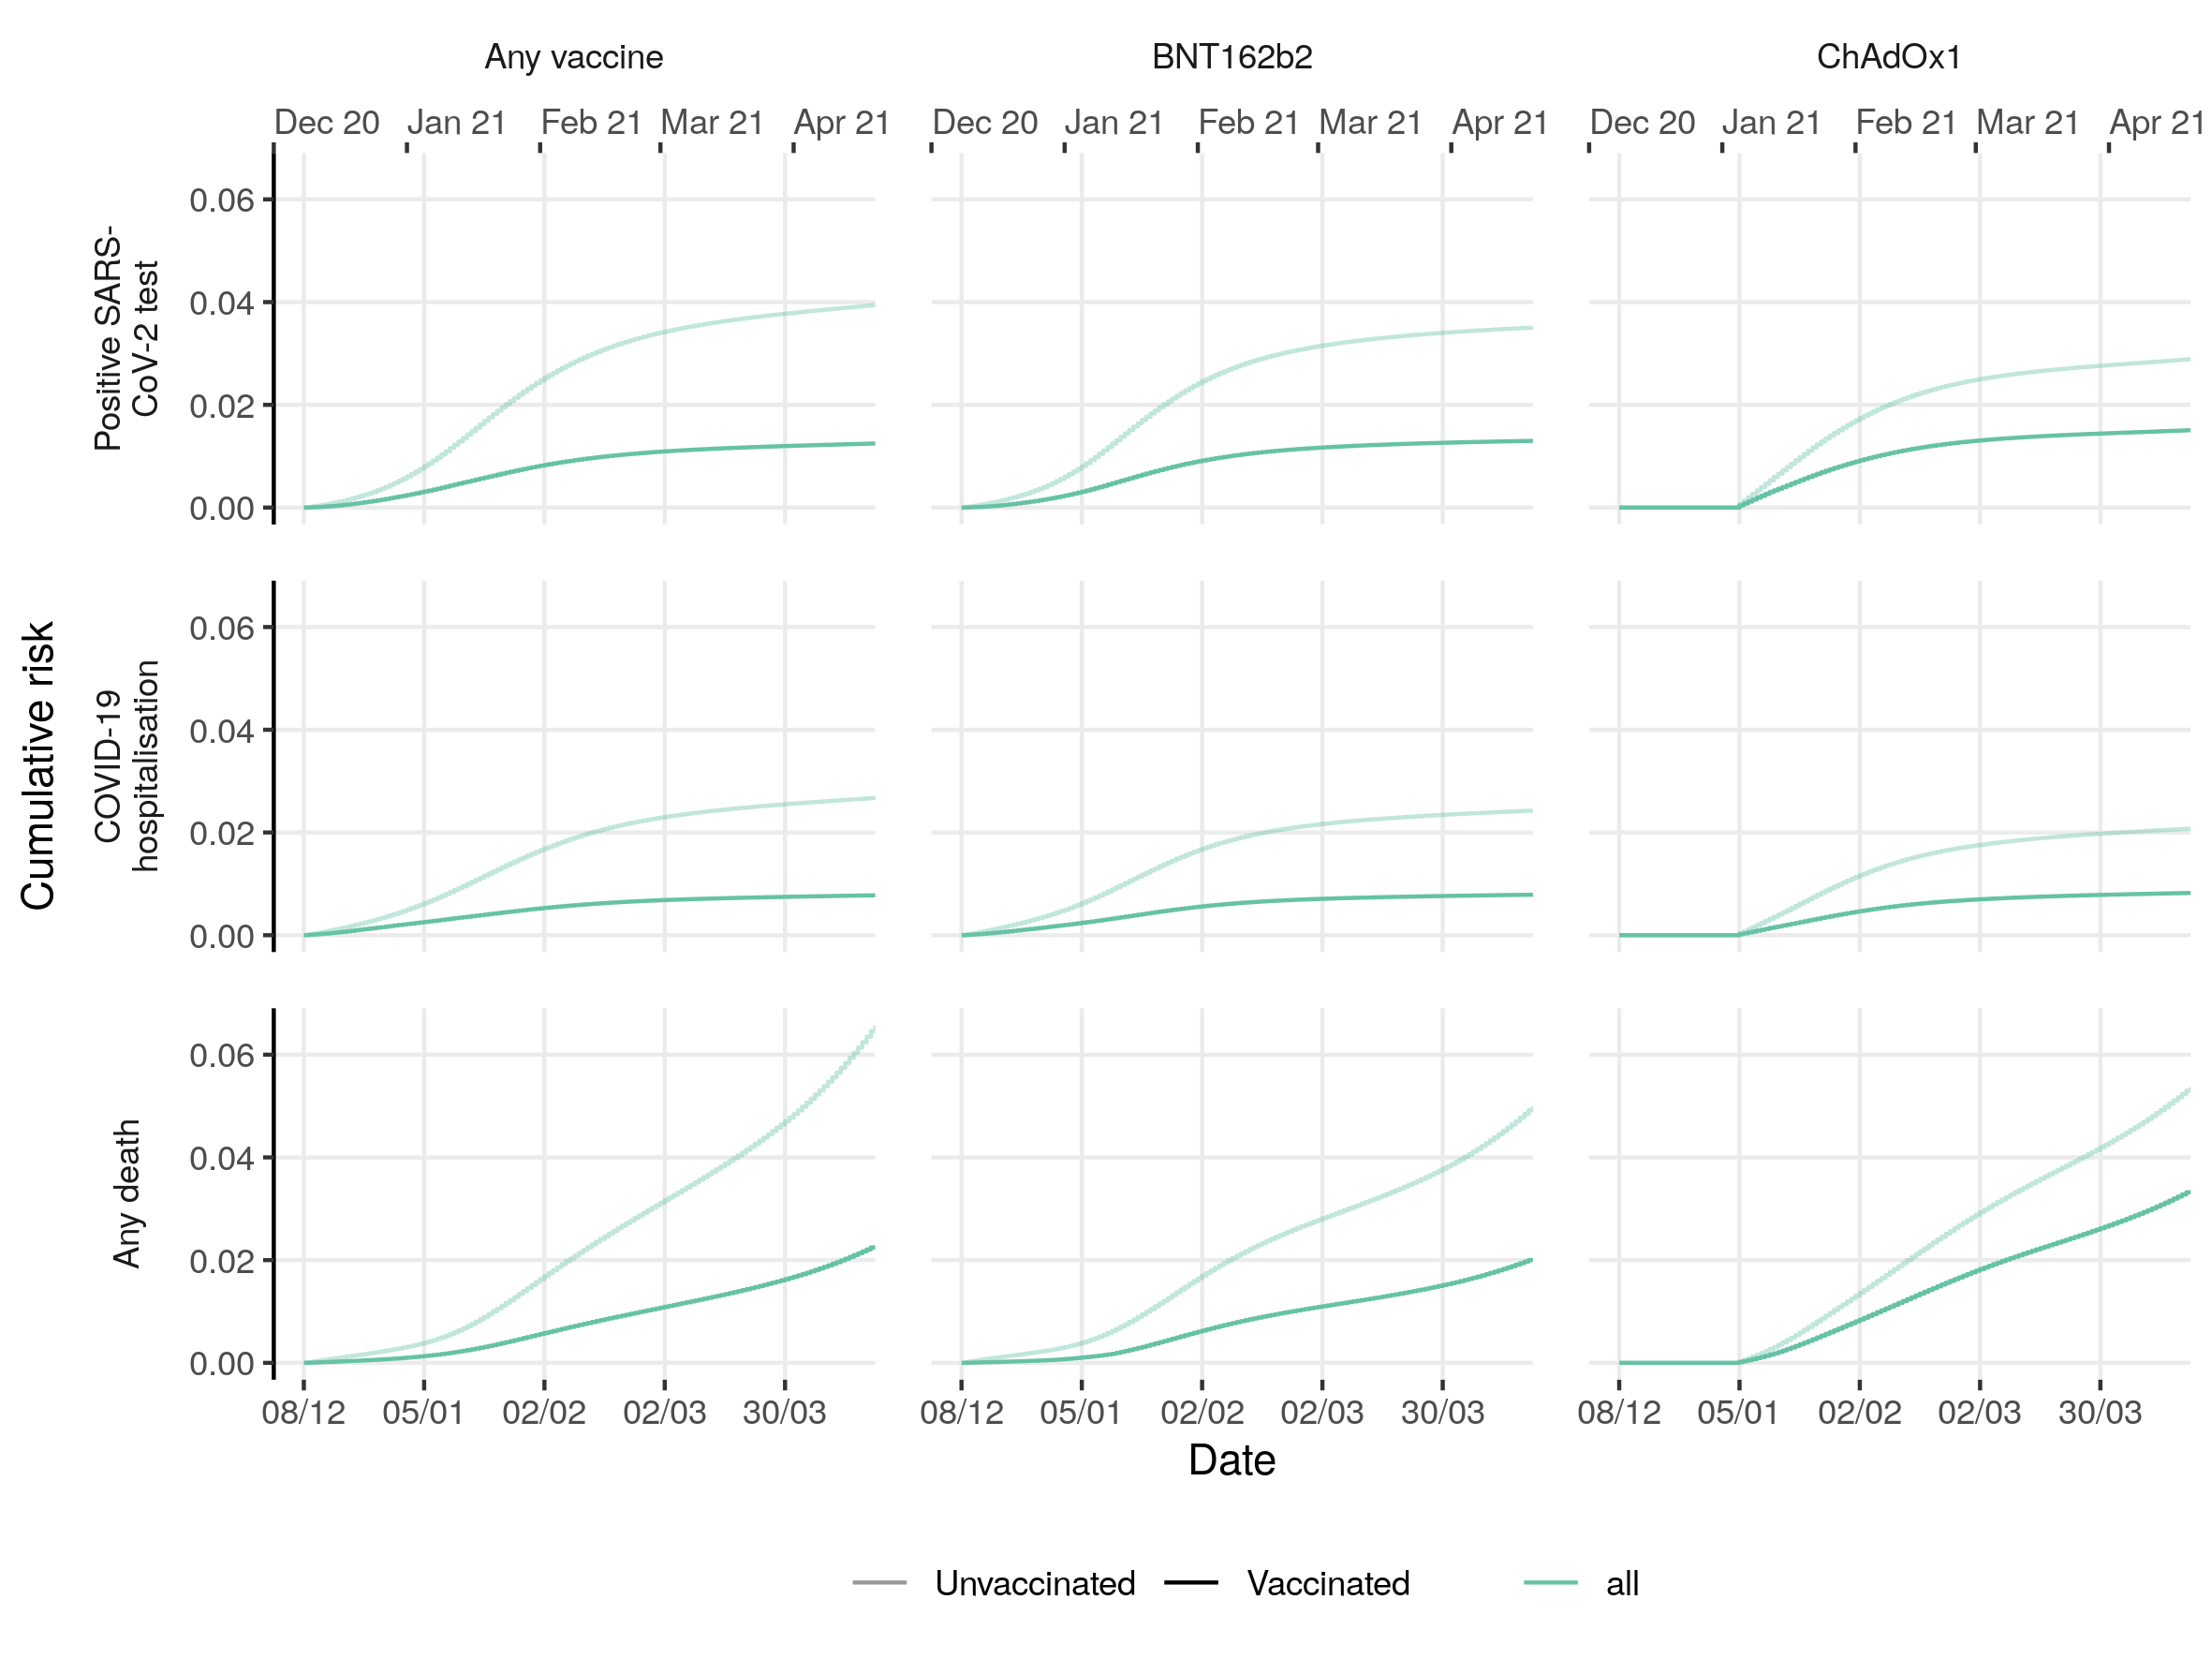 Any vaccine BNT162b2 ChAdOx1
Dec 20 Jan 21 Feb 21 Mar 21 Apr 21 Dec 20 Jan 21 Feb 21 Mar 21 Apr 21 Dec 20 Jan 21 Feb 21 Mar 21 Apr 21
Cumulative risk
Positive SARS-
CoV-2 test
0.06
0.04
0.02
0.00
COVID-19
hospitalisation
0.06
0.04
0.02
0.00
Any death
0.06
0.04
0.02
0.00
08/12 05/01 02/02 02/03 30/03 08/12 05/01 02/02 02/03 30/03 08/12 05/01 02/02 02/03 30/03
Date
Unvaccinated Vaccinated all